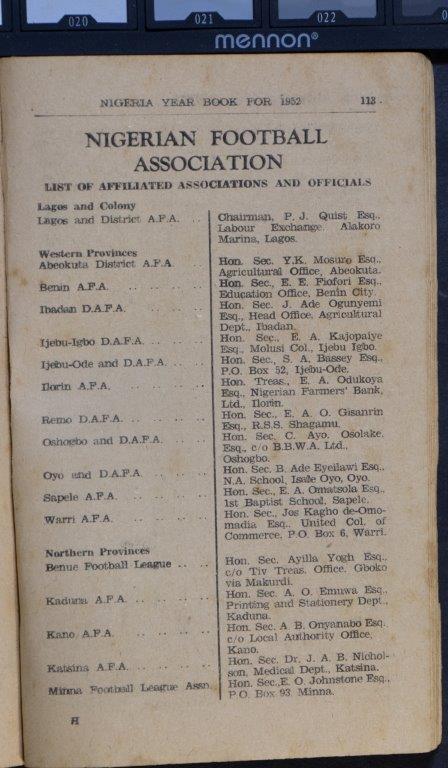 020
021
022
mennon®
NIGERIA YEAR BOOK FOR 1952 113
NIGERIAN FOOTBALL
ASSOCIATION
LIST OF AFFILIATED ASSOCIATIONS AND OFFICIALS
Lagos and Colony
Lagos and District A.F.A. .. Chairman, P. J. Quist Esq.,
Labour Exchange, Alakoro
Marina, Lagos.
Western Provinces
Abeokuta District A.F.A. Hon. Sec. Y.K. Mosuro Esq.,
Agricultural Office, Abeokuta.
Benin A.F.A. Hon. Sec., E. E. Fiofori Esq.,
Education Office, Benin City.
Ibadan D.A.F.A. Hon. Sec. J. Ade Ogunyemi
Esq., Head Office, Agricultural
Dept., Ibadan.
Ijebu-Igbo D.A.F.A. Hon. Sec., E. A. Kajopaiye
Esq., Molusi Col., Ijebu Igbo.
Ijebu-Ode and D.A.F.A. Hon. Sec., S. A. Bassey Esq.,
P.O. Box 52, Ijebu-Ode.
Ilorin A.F.A. Hon. Treas., E. A. Odukoya
Esq., Nigerian Farmers' Bank,
Ltd., Ilorin.
Remo D.A.F.A. Hon. Sec., E. A. O. Gisanrin
Esq., R.S.S. Shagamu.
Oshogbo and D.A.F.A. Hon. Sec. C. Ayo. Osolake.
Esq., c/o B.B.W.A. Ltd.,
Oshogbo.
Oyo and D.A.F.A. Hon. Sec. B. Ade Eyeilawi Esq.,
N.A. School, Isale Oyo, Oyo.
Sapele A.F.A. Hon. Sec., E. A. Omatsola Esq.,
1st Baptist School, Sapele.
Warri A.F.A. Hon. Sec., Jos Kagho de-Omo-
madia Esq., United Col. of
Commerce, P.O. Box 6, Warri.
Northern Provinces
Benue Football League Hon. Sec. Ayilla Yogh Esq.,
c/o Tiv Treas. Office, Gboko
via Makurdi.
Kaduna A.F.A. Hon. Sec. A. O. Emuwa Esq.,
Printing and Stationery Dept.,
Kaduna.
Kano A.F.A. Hon. Sec. A. B. Onyanabo Esq.
c/o Local Authority Office,
Kano.
Katsina A.F.A. Hon. Sec. Dr. J. A. B. Nichol-
son, Medical Dept., Katsina.
Minna Football League Assn. Hon. Sec., E. O. Johnstone Esq.,
P.O. Box 93 Minna.
H